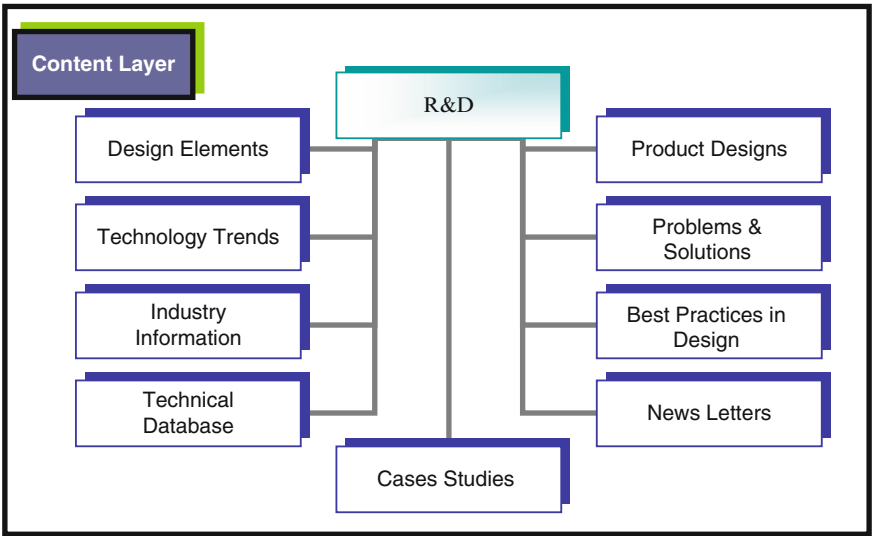 Content Layer
R&D
Design Elements
Technology Trends
Industry
Information
Technical
Database
Product Designs
Problems &
Solutions
Best Practices in
Design
News Letters
Cases Studies